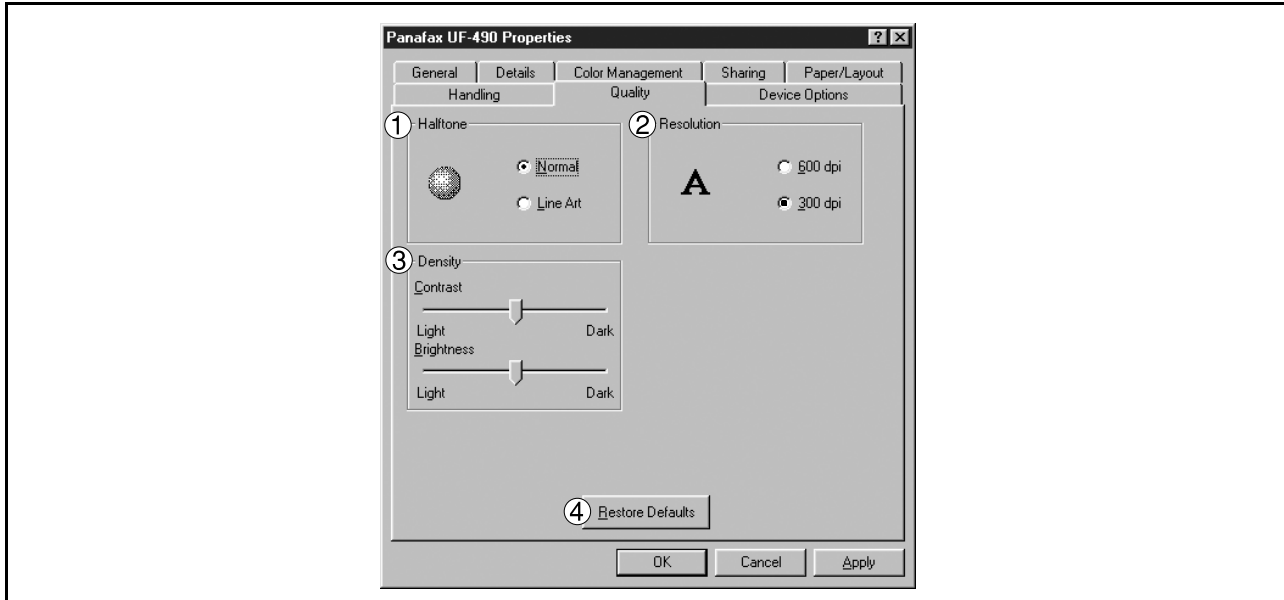 Panafax UF-490 Properties
General Details Color Management Sharing Paper/Layout
Handling Quality Device Options
1 Halftone
Normal
Line Art
2 Resolution
A
600 dpi
300 dpi
3 Density
Contrast
Light Dark
Brightness
Light Dark
4 Restore Defaults
OK Cancel Apply